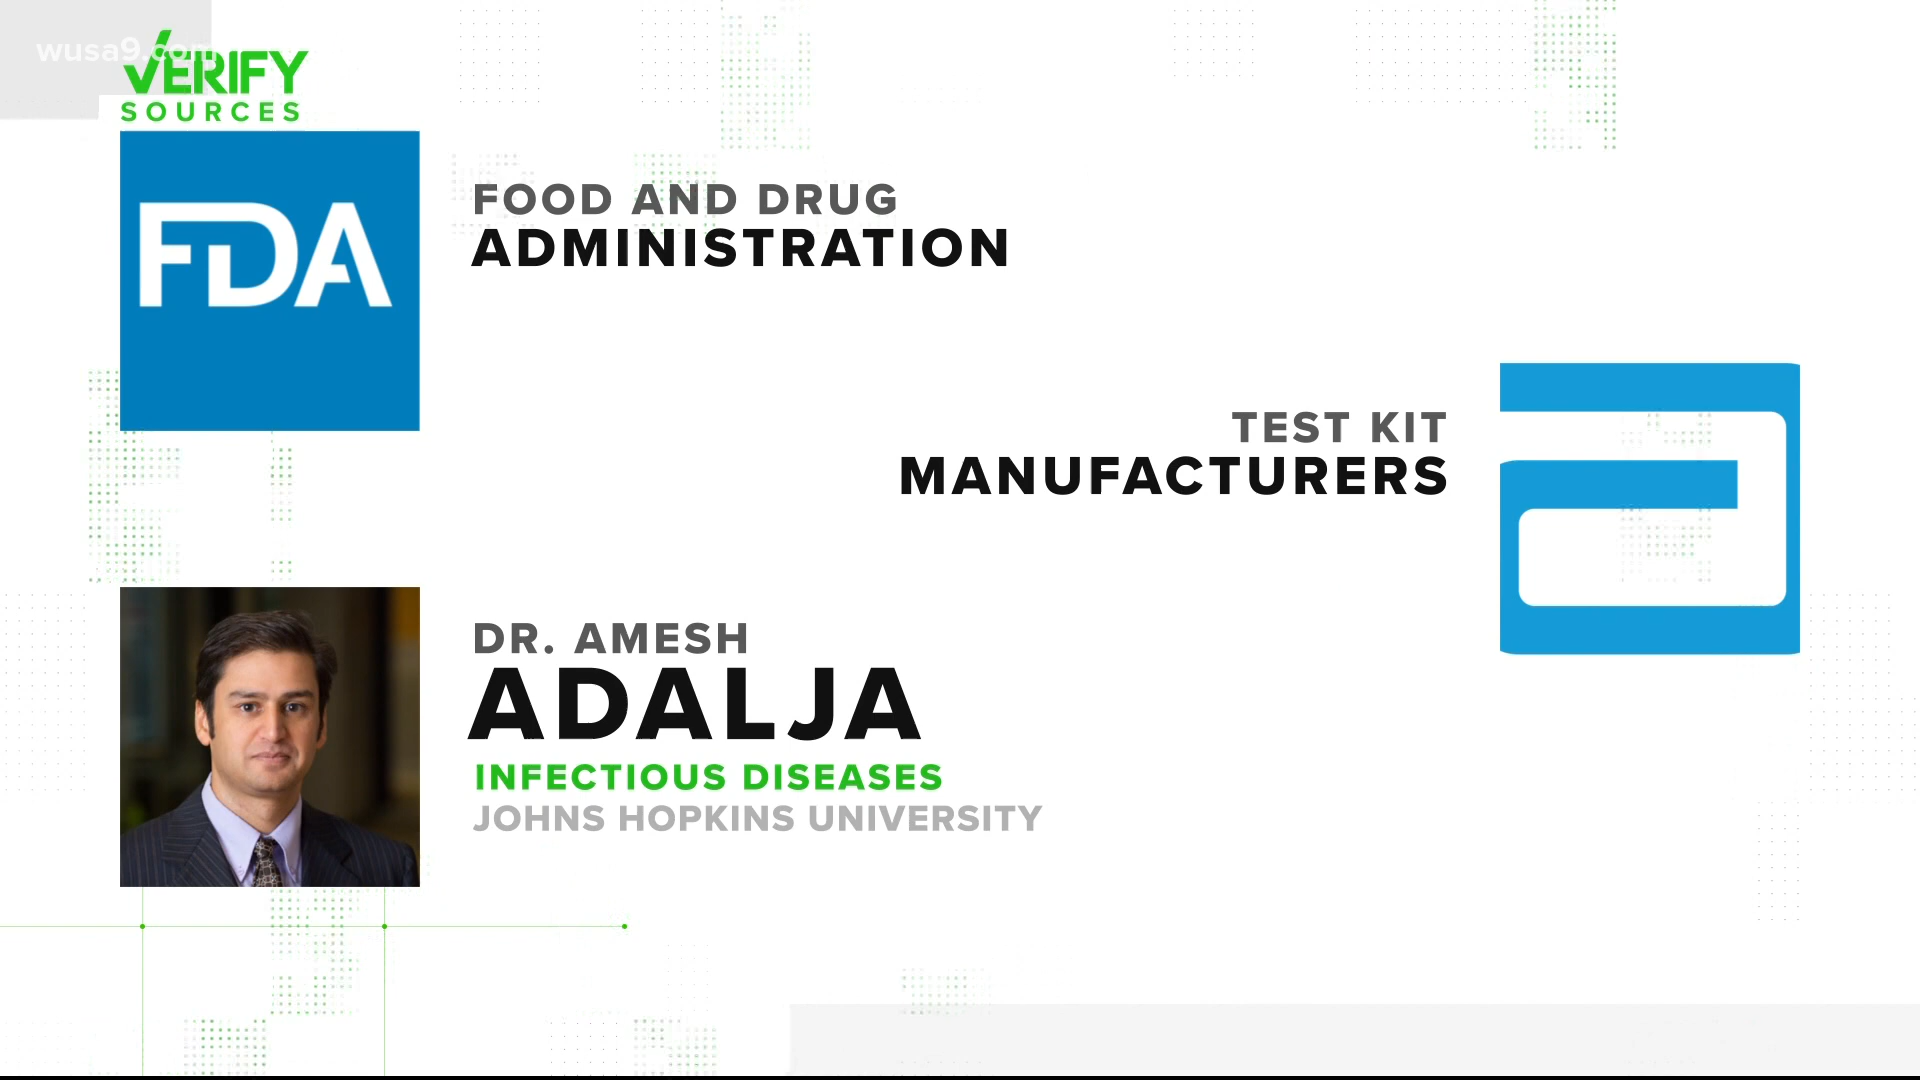 wusa9.com
VERIFY
SOURCES
FDA
FOOD AND DRUG
ADMINISTRATION
TEST KIT
MANUFACTURERS
DR. AMESH
ADALJA
INFECTIOUS DISEASES
JOHNS HOPKINS UNIVERSITY